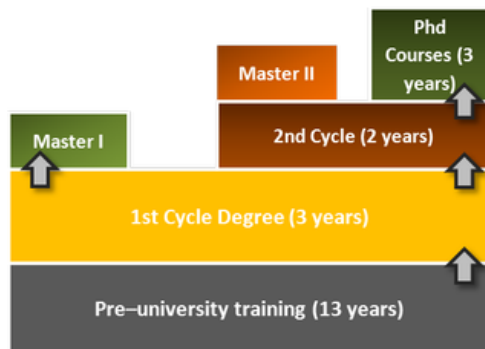 Phd
Courses (3
years)
Master II
Master I
2nd Cycle (2 years)
1st Cycle Degree (3 years)
Pre–university training (13 years)